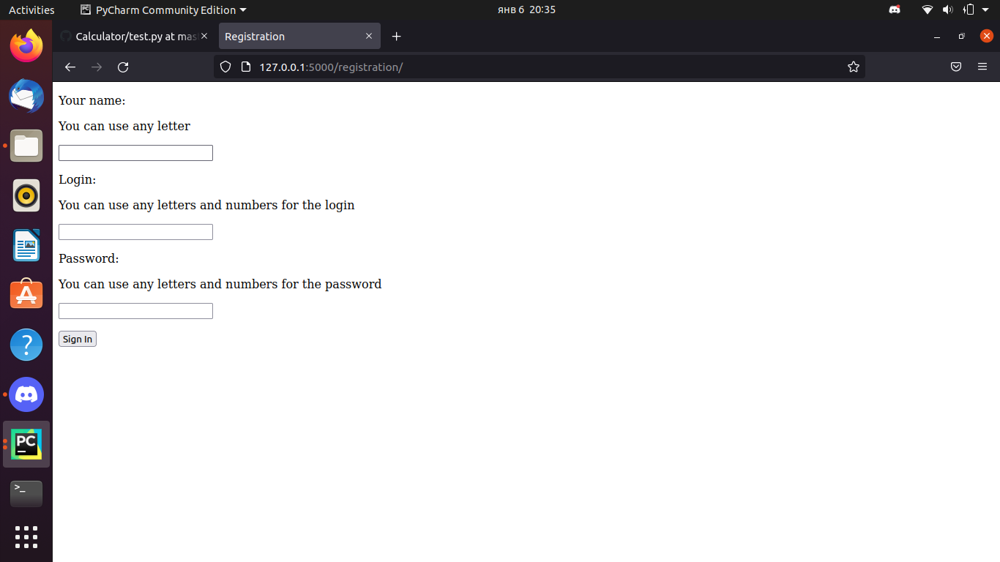 Activities
PyCharm Community Edition
янв 6 20:35
Calculator/test.py at mas
Registration
127.0.0.1:5000/registration/
Your name:
You can use any letter
Login:
You can use any letters and numbers for the login
Password:
You can use any letters and numbers for the password
Sign In
PC
>_